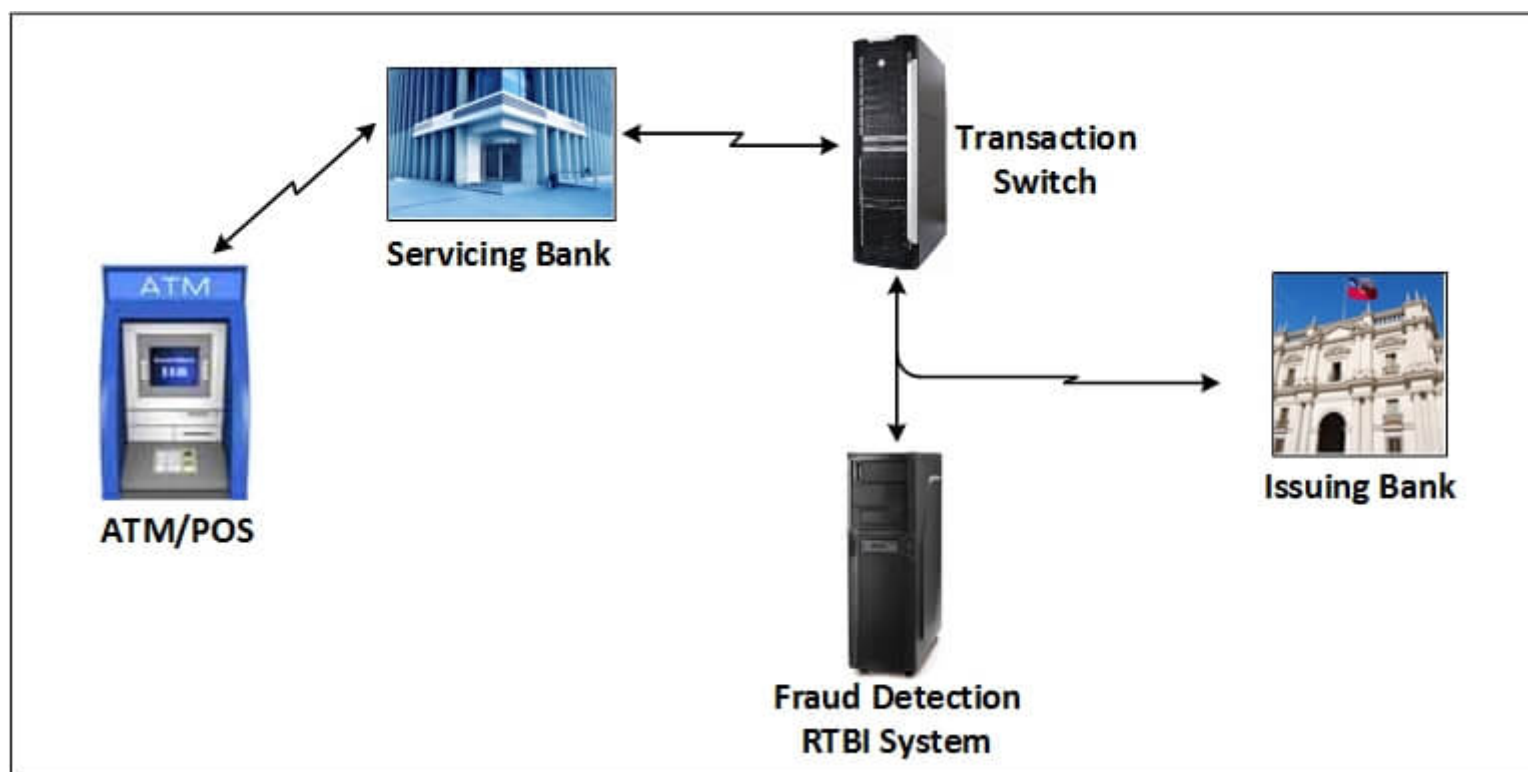 ATM
Servicing Bank
Transaction
Switch
ATM/POS
Issuing Bank
Fraud Detection
RTBI System